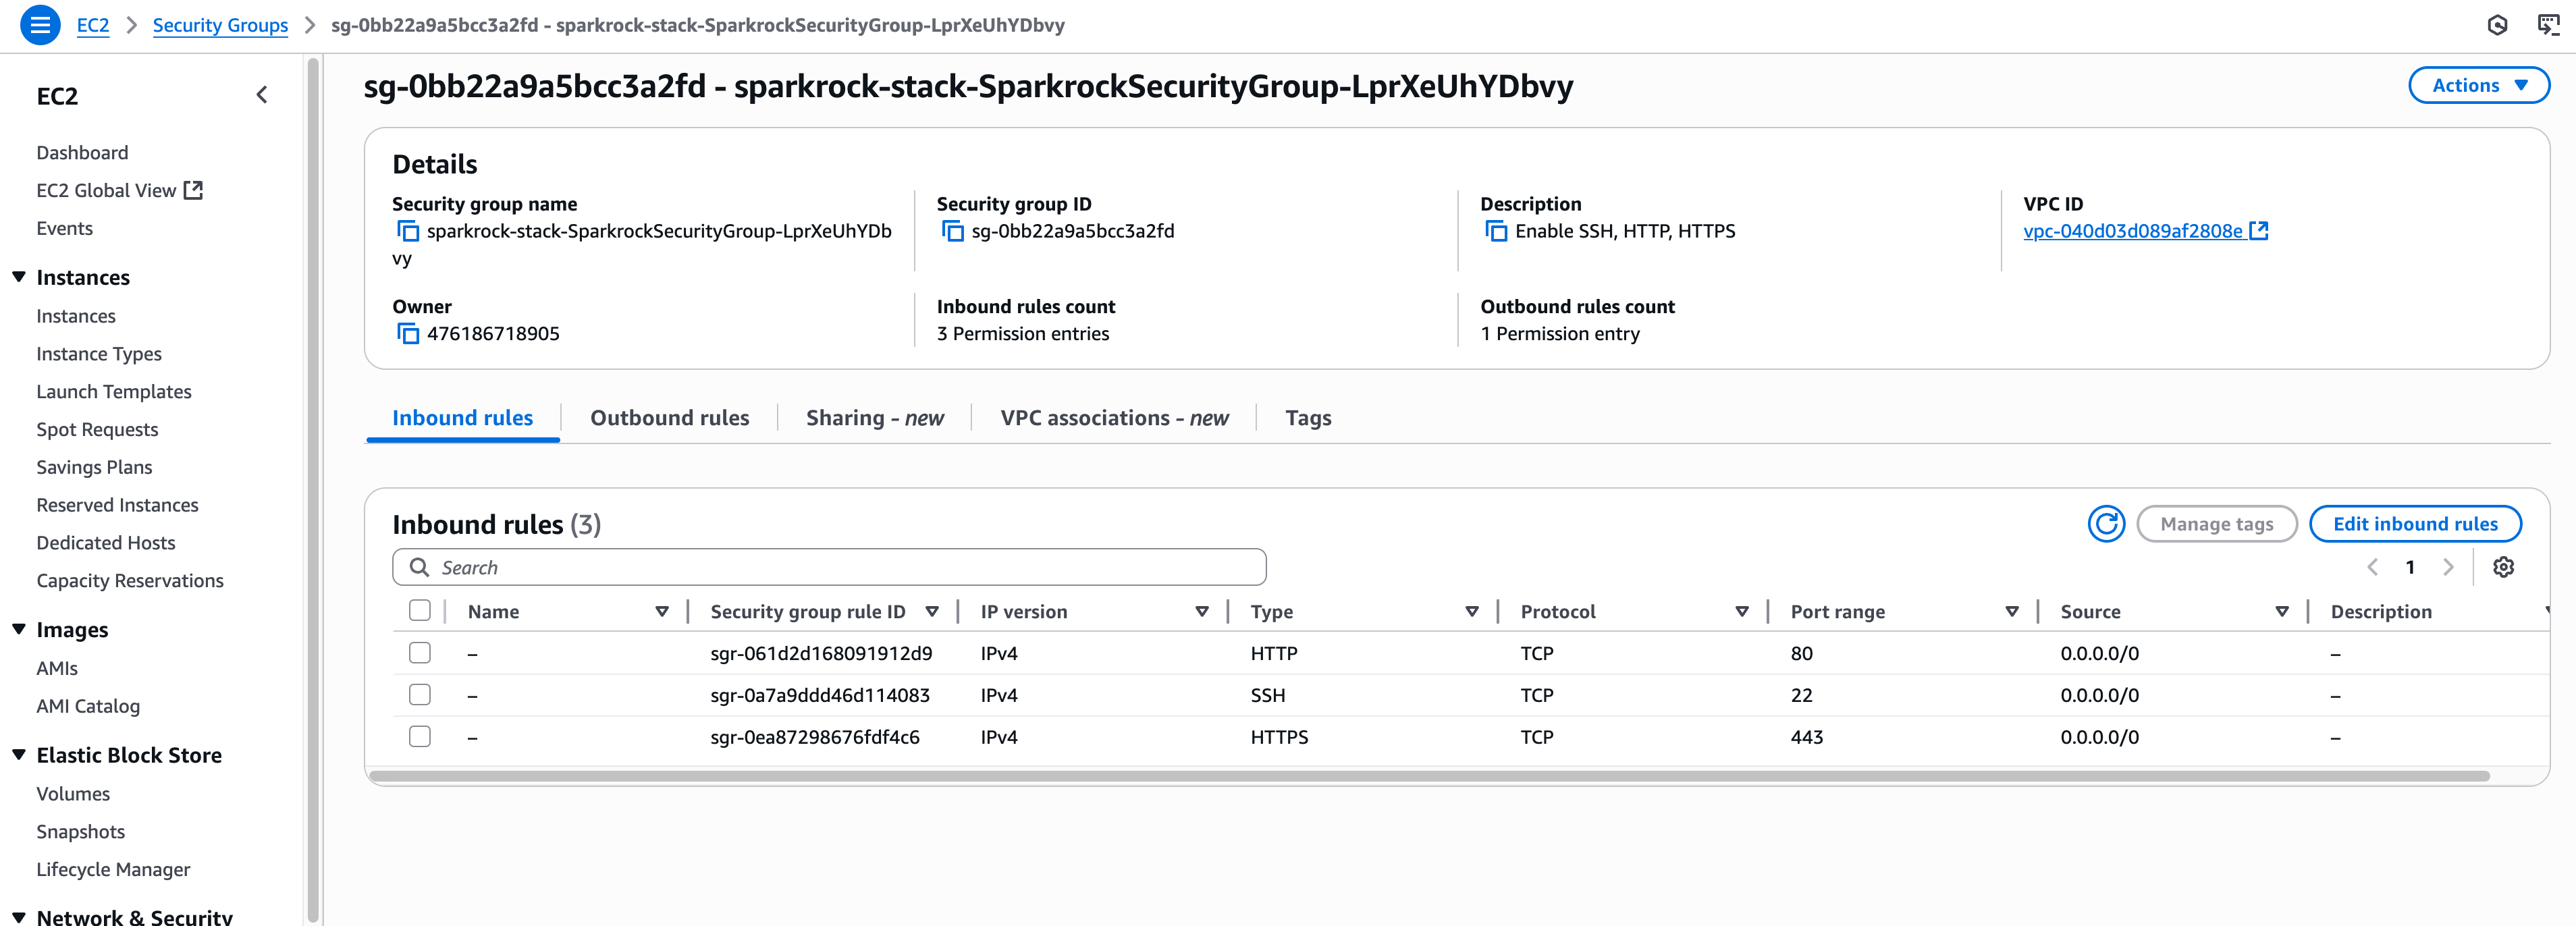 EC2 > Security Groups > sg-0bb22a9a5bcc3a2fd - sparkrock-stack-SparkrockSecurityGroup-LprXeUhYDbvy
EC2
Dashboard
EC2 Global View
Events
Instances
Instances
Instance Types
Launch Templates
Spot Requests
Savings Plans
Reserved Instances
Dedicated Hosts
Capacity Reservations
Images
AMIs
AMI Catalog
Elastic Block Store
Volumes
Snapshots
Lifecycle Manager
Network & Security
sg-0bb22a9a5bcc3a2fd - sparkrock-stack-SparkrockSecurityGroup-LprXeUhYDbvy
Actions
Details
Security group name
sparkrock-stack-SparkrockSecurityGroup-LprXeUhYDb
vy
Security group ID
sg-0bb22a9a5bcc3a2fd
Description
Enable SSH, HTTP, HTTPS
VPC ID
vpc-040d03d089af2808e
Owner
476186718905
Inbound rules count
3 Permission entries
Outbound rules count
1 Permission entry
Inbound rules Outbound rules Sharing - new VPC associations - new Tags
Inbound rules (3)
Manage tags Edit inbound rules
Search
1
Name Security group rule ID IP version Type Protocol Port range Source Description
– sgr-061d2d168091912d9 IPv4 HTTP TCP 80 0.0.0.0/0 –
– sgr-0a7a9ddd46d114083 IPv4 SSH TCP 22 0.0.0.0/0 –
– sgr-0ea87298676fdf4c6 IPv4 HTTPS TCP 443 0.0.0.0/0 –